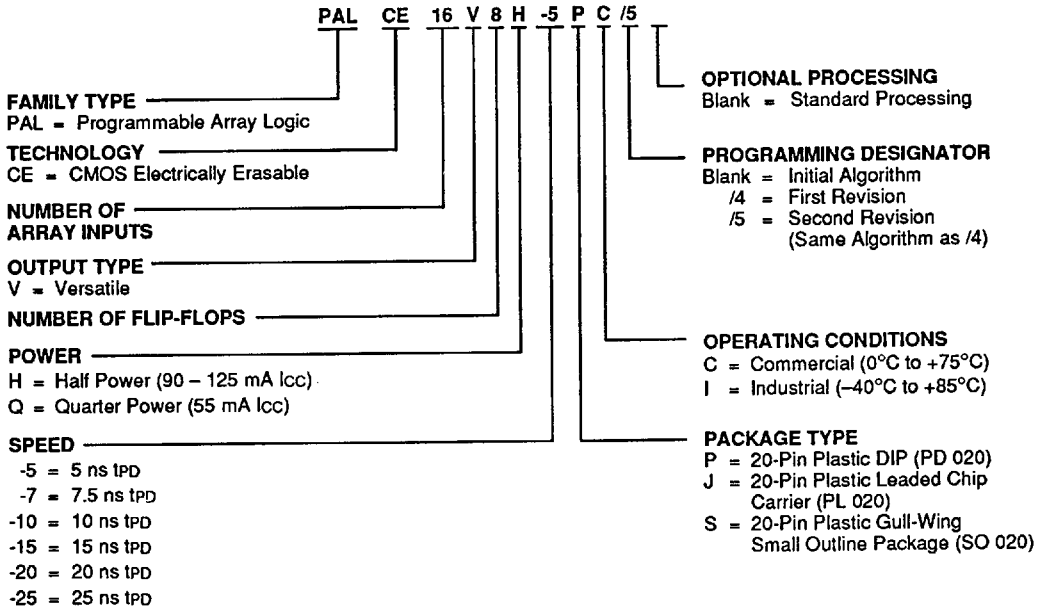 PAL CE 16 V 8 H -5 P C /5
FAMILY TYPE
PAL = Programmable Array Logic
TECHNOLOGY
CE = CMOS Electrically Erasable
NUMBER OF
ARRAY INPUTS
OUTPUT TYPE
V = Versatile
NUMBER OF FLIP-FLOPS
POWER
H = Half Power (90 – 125 mA Icc)
Q = Quarter Power (55 mA Icc)
SPEED
-5 = 5 ns tPD
-7 = 7.5 ns tPD
-10 = 10 ns tPD
-15 = 15 ns tPD
-20 = 20 ns tPD
-25 = 25 ns tPD
OPTIONAL PROCESSING
Blank = Standard Processing
PROGRAMMING DESIGNATOR
Blank = Initial Algorithm
/4 = First Revision
/5 = Second Revision
(Same Algorithm as /4)
OPERATING CONDITIONS
C = Commercial (0°C to +75°C)
I = Industrial (–40°C to +85°C)
PACKAGE TYPE
P = 20-Pin Plastic DIP (PD 020)
J = 20-Pin Plastic Leaded Chip
Carrier (PL 020)
S = 20-Pin Plastic Gull-Wing
Small Outline Package (SO 020)